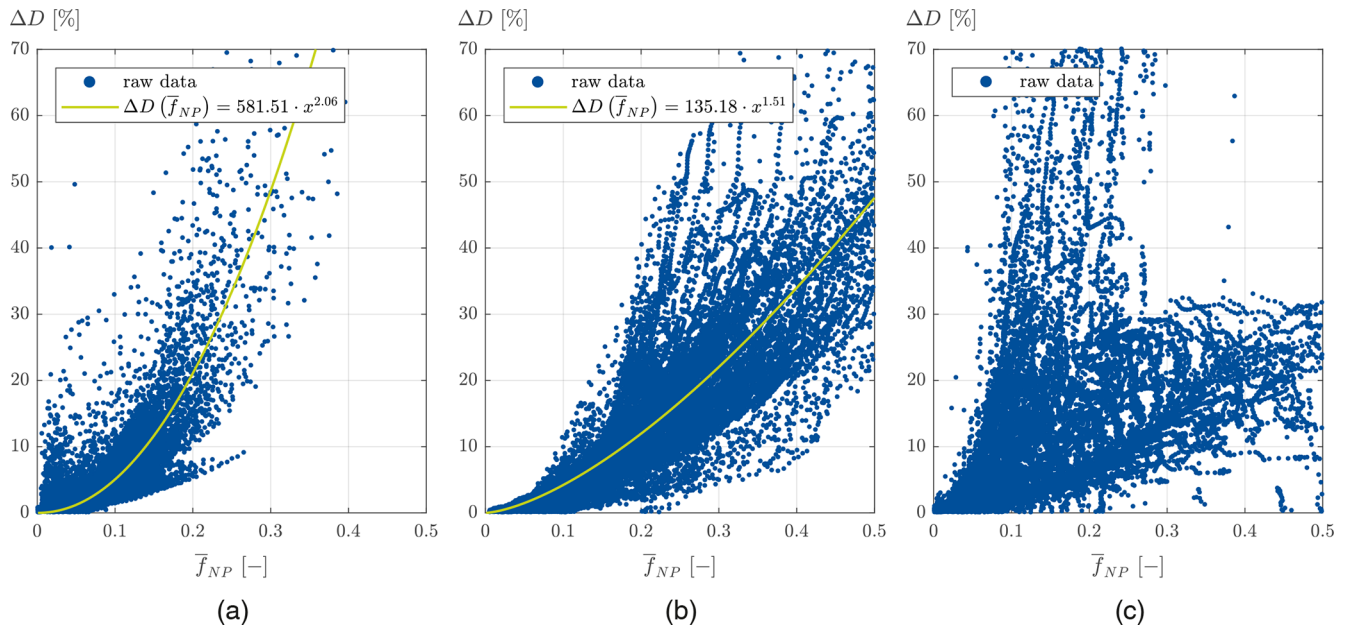 ΔD [%]
70
60
50
40
30
20
10
0
raw data
ΔD (f̅_NP) = 581.51 · x^2.06
0 0.1 0.2 0.3 0.4 0.5
f̅_NP [−]
(a)
ΔD [%]
70
60
50
40
30
20
10
0
raw data
ΔD (f̅_NP) = 135.18 · x^1.51
0 0.1 0.2 0.3 0.4 0.5
f̅_NP [−]
(b)
ΔD [%]
70
60
50
40
30
20
10
0
raw data
0 0.1 0.2 0.3 0.4 0.5
f̅_NP [−]
(c)